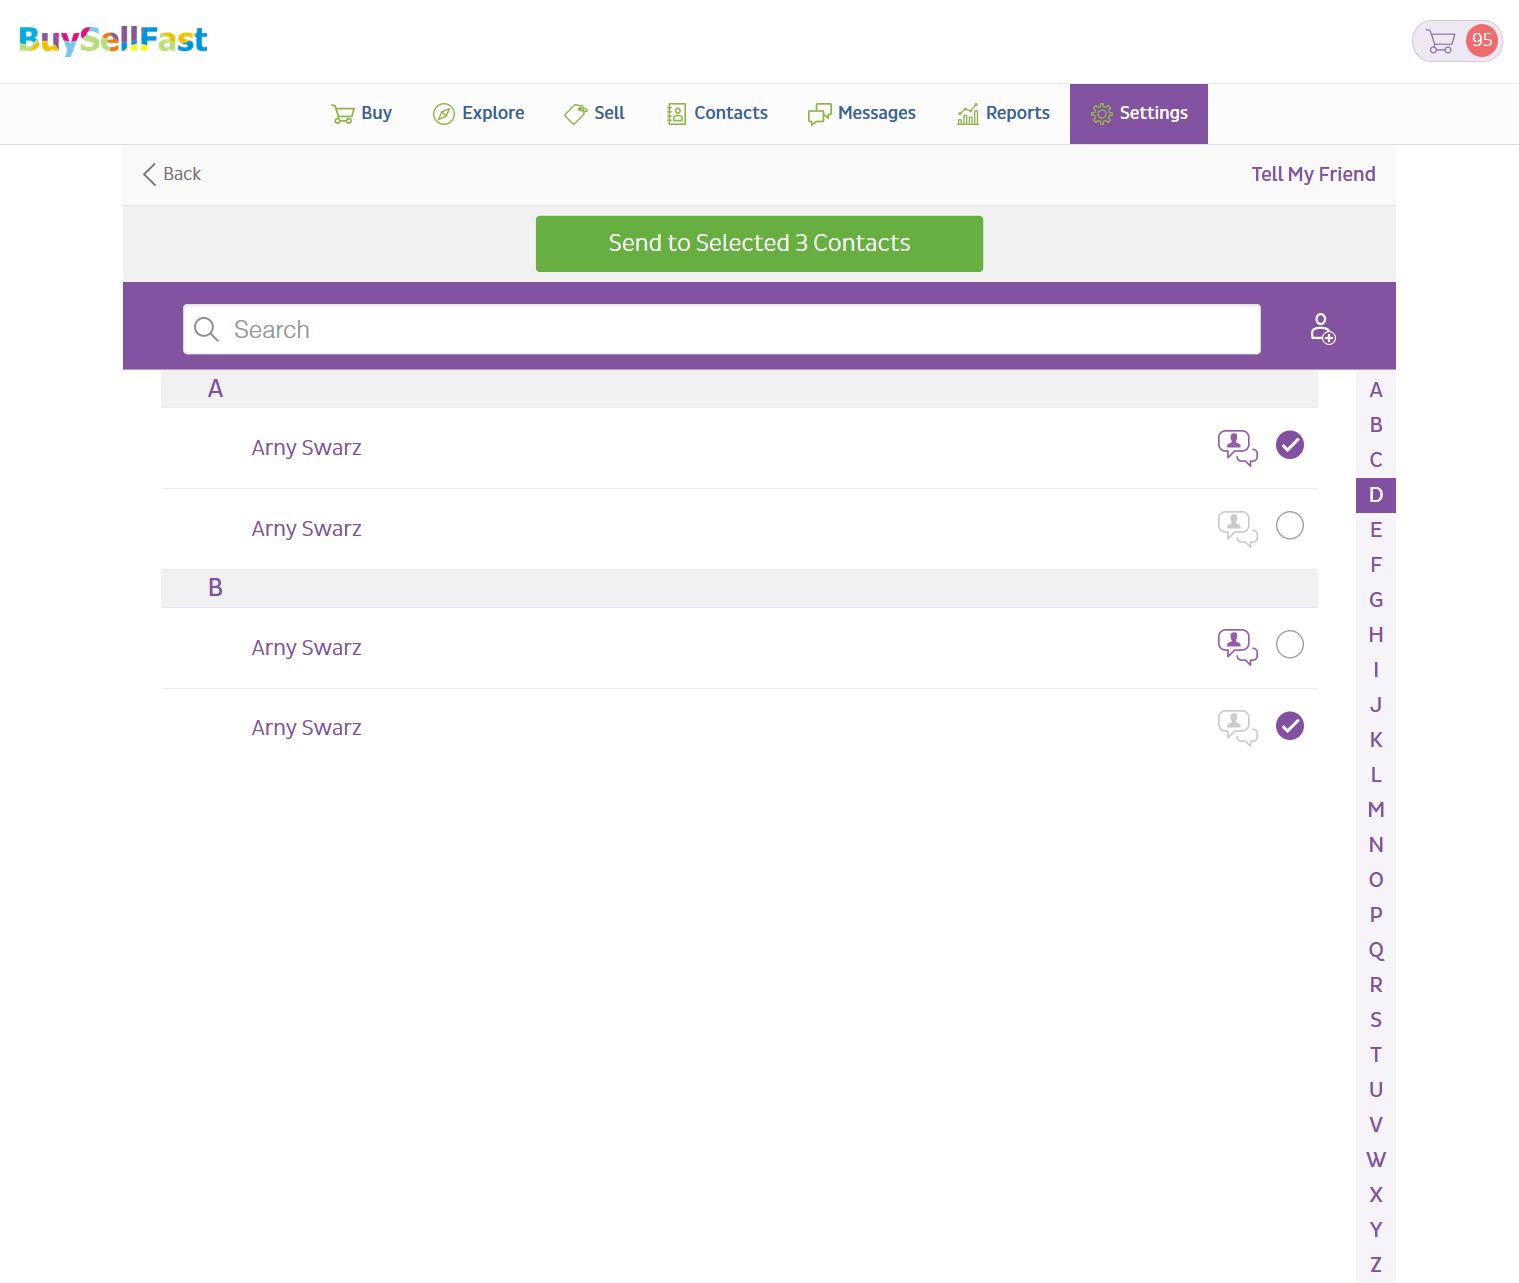 BuySellFast
95
Buy Explore Sell Contacts Messages Reports Settings
Back Tell My Friend
Send to Selected 3 Contacts
Search
A
Arny Swarz
Arny Swarz
B
Arny Swarz
Arny Swarz
A
B
C
D
E
F
G
H
I
J
K
L
M
N
O
P
Q
R
S
T
U
V
W
X
Y
Z